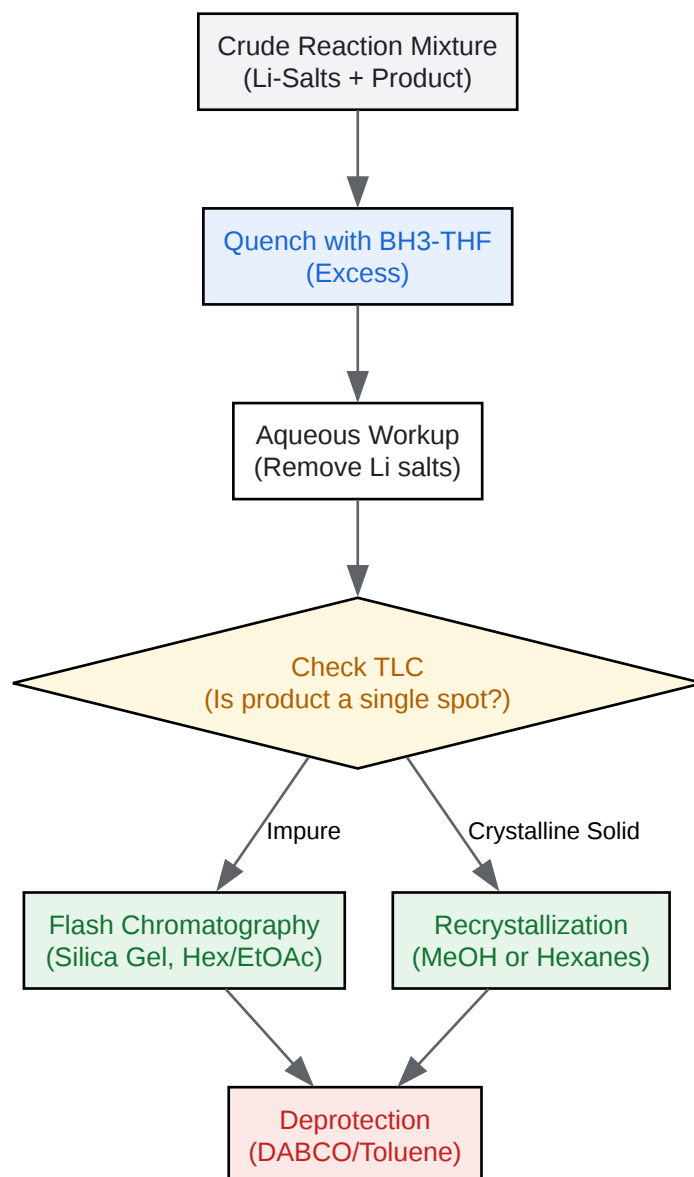 Crude Reaction Mixture
(Li-Salts + Product)
Quench with BH3-THF
(Excess)
Aqueous Workup
(Remove Li salts)
Check TLC
(Is product a single spot?)
Impure
Crystalline Solid
Flash Chromatography
(Silica Gel, Hex/EtOAc)
Recrystallization
(MeOH or Hexanes)
Deprotection
(DABCO/Toluene)